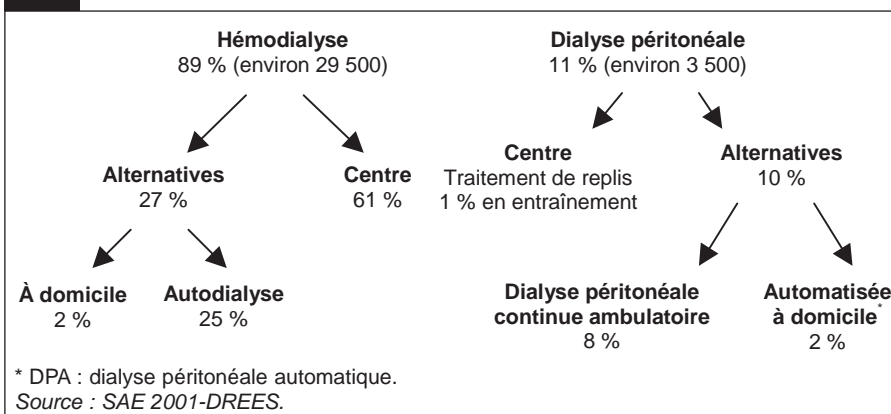 Hémodialyse
89 % (environ 29 500)
Dialyse péritonéale
11 % (environ 3 500)
Alternatives
27 %
Centre
61 %
Centre
Traitement de replis
1 % en entraînement
Alternatives
10 %
À domicile
2 %
Autodialyse
25 %
Dialyse péritonéale
continue ambulatoire
8 %
Automatisée
à domicile*
2 %
* DPA : dialyse péritonéale automatique.
Source : SAE 2001-DREES.